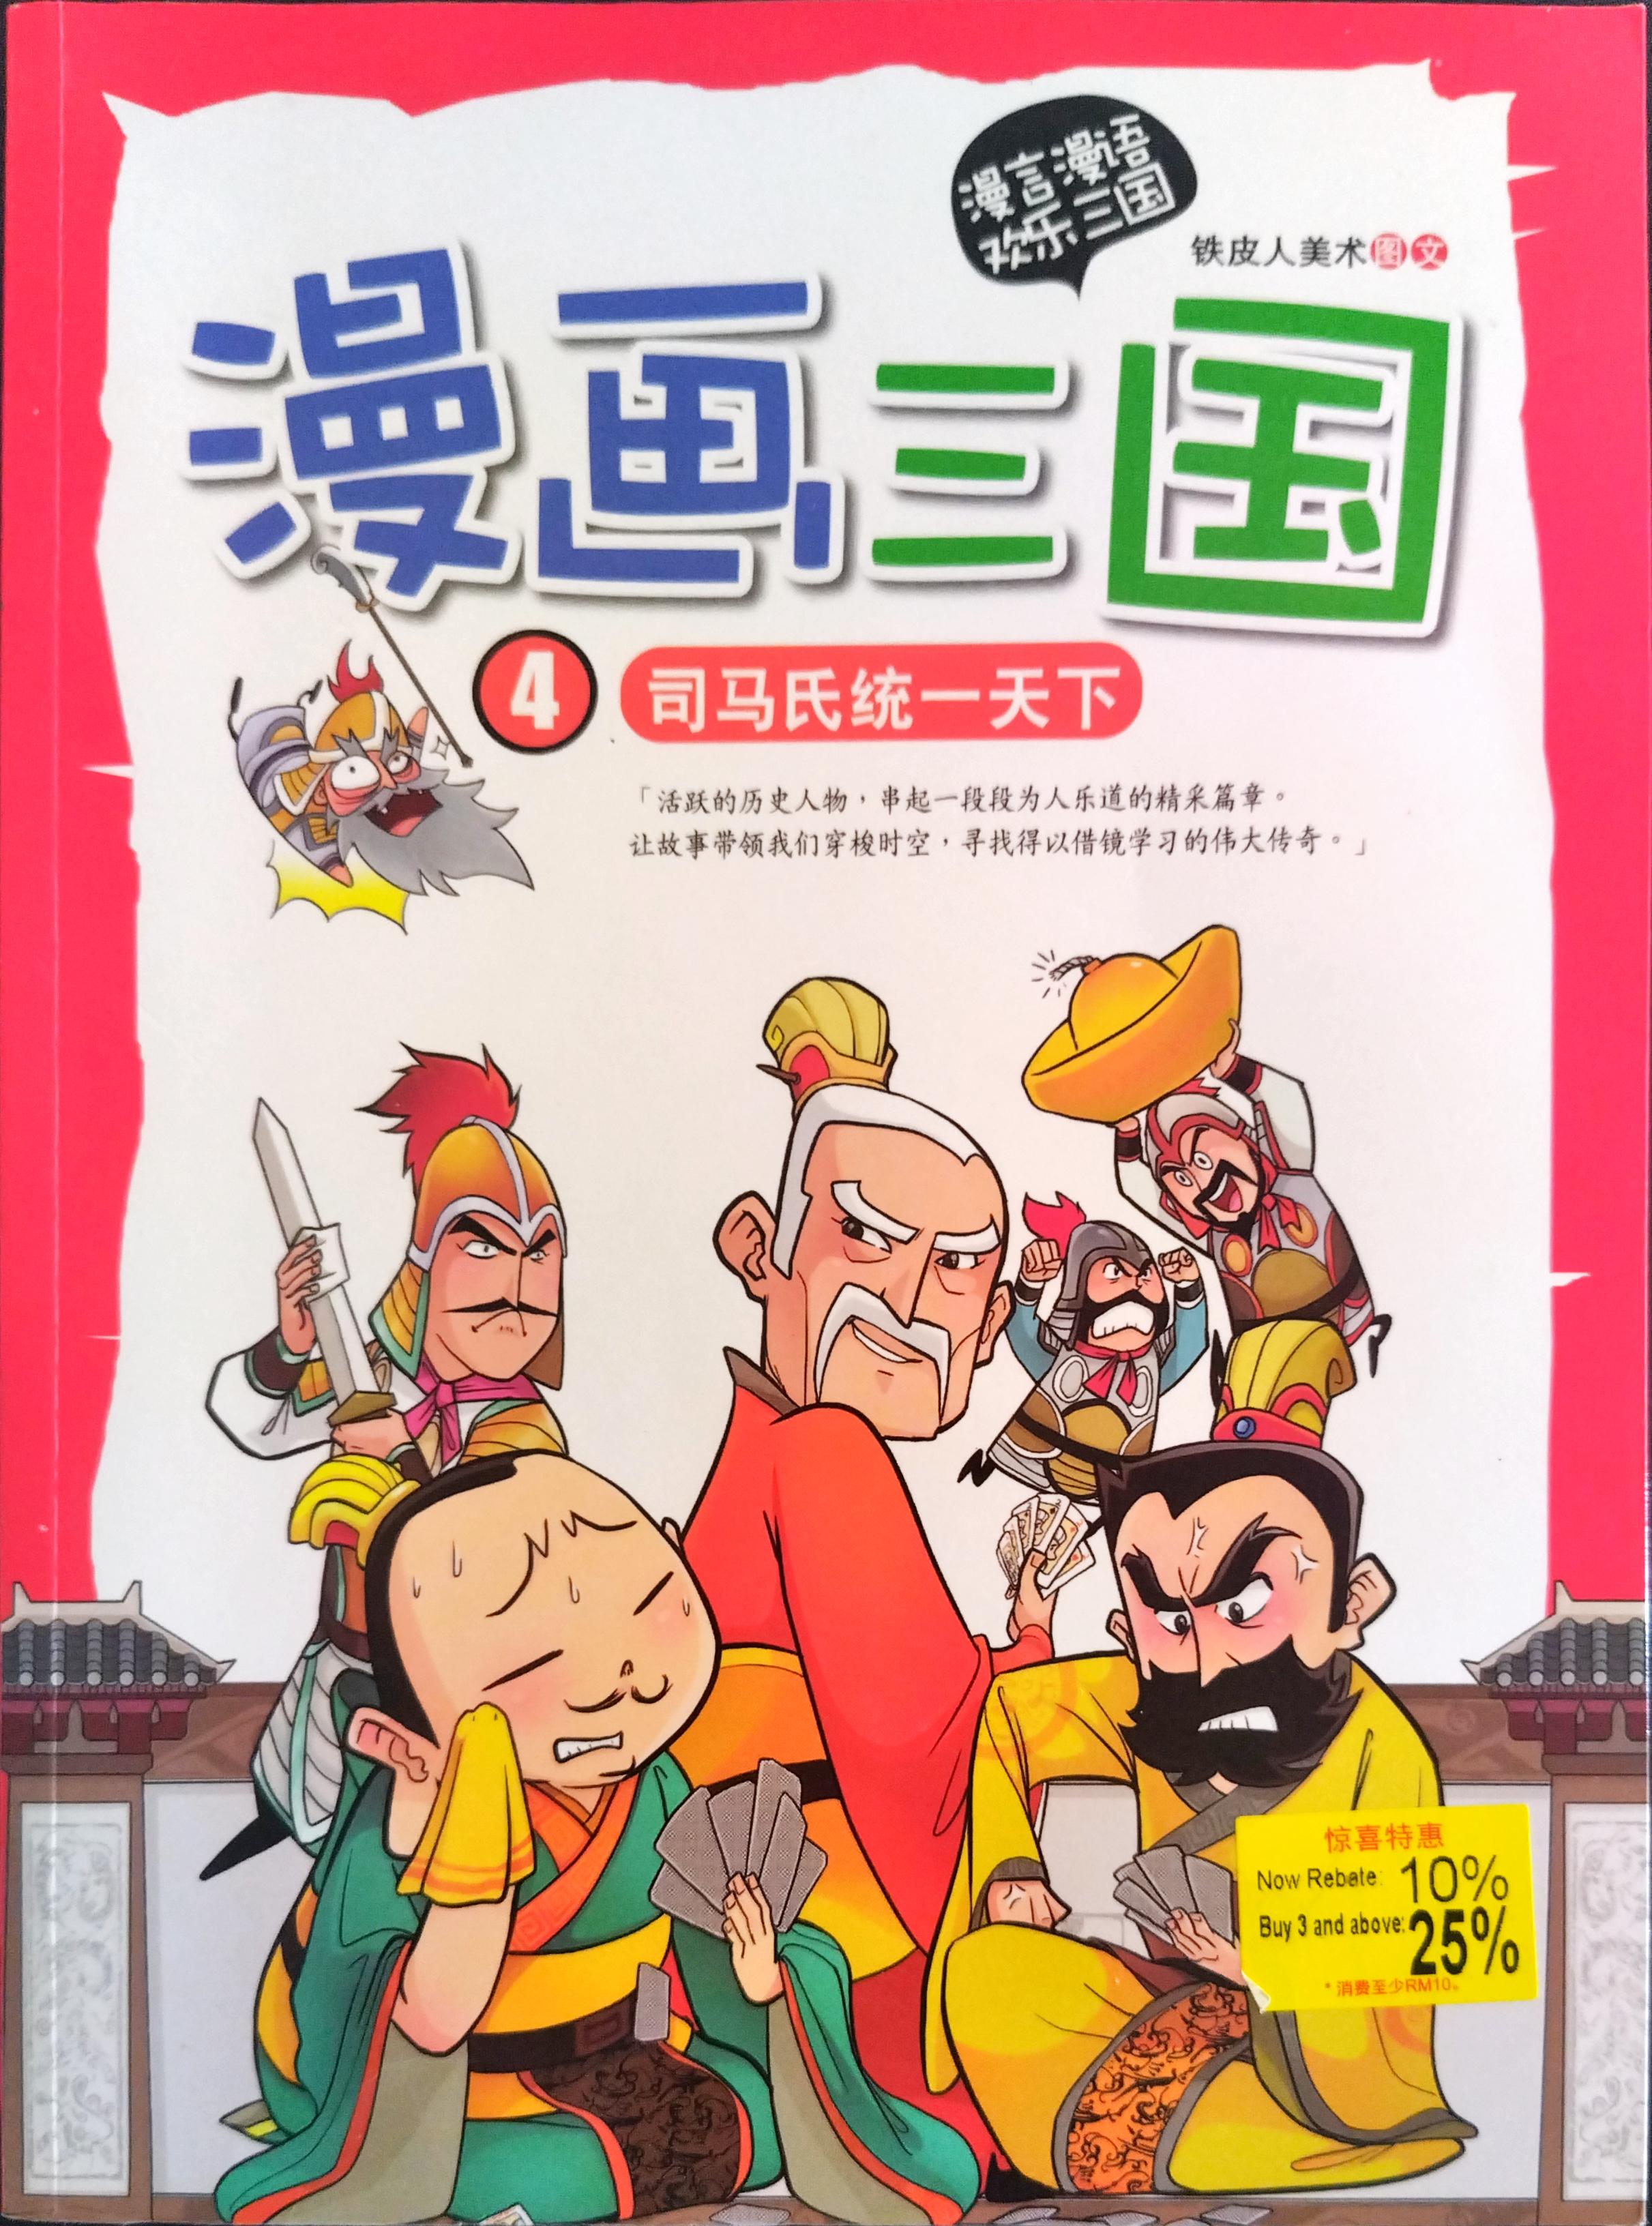 漫言漫语
欢乐三国
铁皮人美术图文
漫画三国
4 司马氏统一天下
「活跃的历史人物，串起一段段为人乐道的精采篇章。
让故事带领我们穿梭时空，寻找得以借镜学习的伟大传奇。」
惊喜特惠
Now Rebate: 10%
Buy 3 and above: 25%
*消费至少RM10。